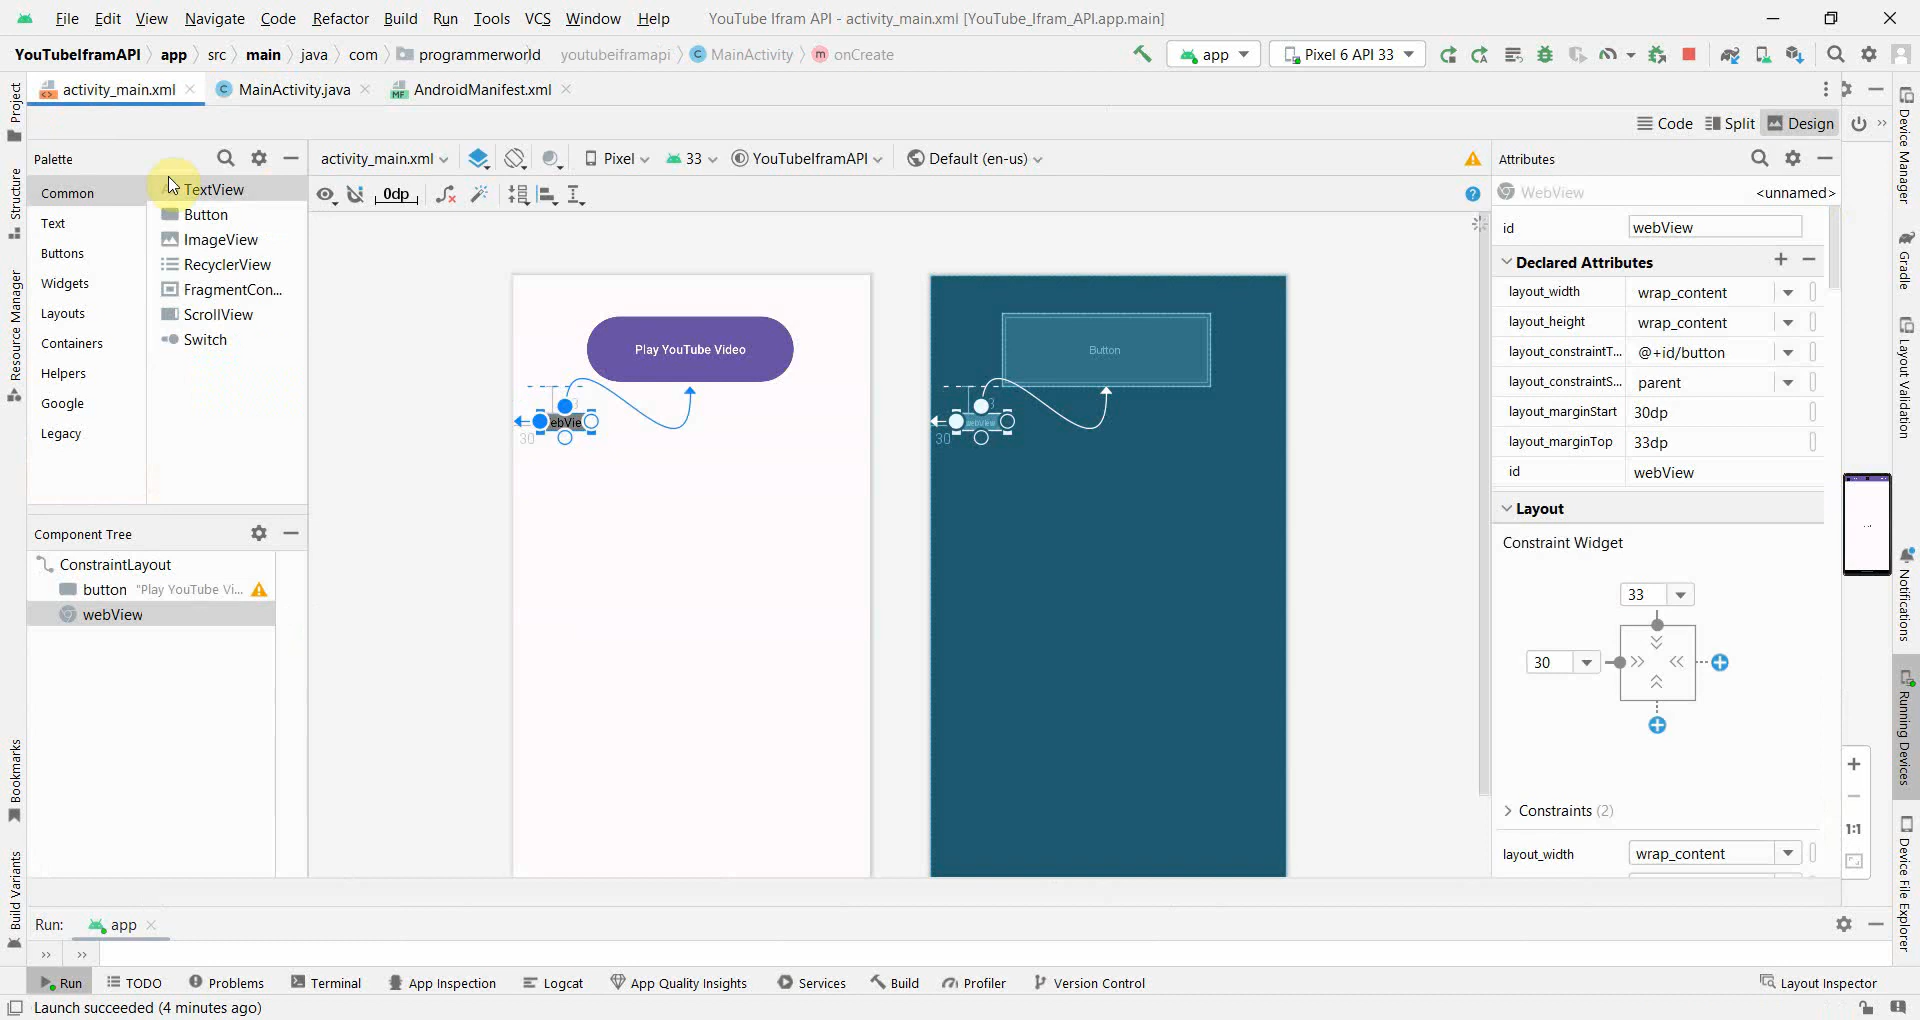 File Edit View Navigate Code Refactor Build Run Tools VCS Window Help YouTube Ifram API - activity_main.xml [YouTube_Ifram_API.app.main]
YouTubeIframAPI app src main java com programmerworld youtubeiframapi C MainActivity m onCreate app Pixel 6 API 33
activity_main.xml C MainActivity.java MF AndroidManifest.xml
Code Split Design
Palette activity_main.xml Pixel 33 YouTubeIframAPI Default (en-us) Attributes
Common
Text
Buttons
Widgets
Layouts
Containers
Helpers
Google
Legacy
TextView
Button
ImageView
RecyclerView
FragmentCon...
ScrollView
Switch
0dp
WebView <unnamed>
id webView
Declared Attributes
layout_width wrap_content
layout_height wrap_content
layout_constraintT... @+id/button
layout_constraintS... parent
layout_marginStart 30dp
layout_marginTop 33dp
id webView
Layout
Constraint Widget
33
30
Constraints (2)
layout_width wrap_content
Play YouTube Video
ebVie
30
Button
WebView
30
Component Tree
ConstraintLayout
button "Play YouTube Vi...
webView
1:1
Project
Structure
Resource Manager
Bookmarks
Build Variants
Device Manager
Gradle
Layout Validation
Notifications
Running Devices
Device File Explorer
Run: app
Run TODO Problems Terminal App Inspection Logcat App Quality Insights Services Build Profiler Version Control Layout Inspector
Launch succeeded (4 minutes ago)